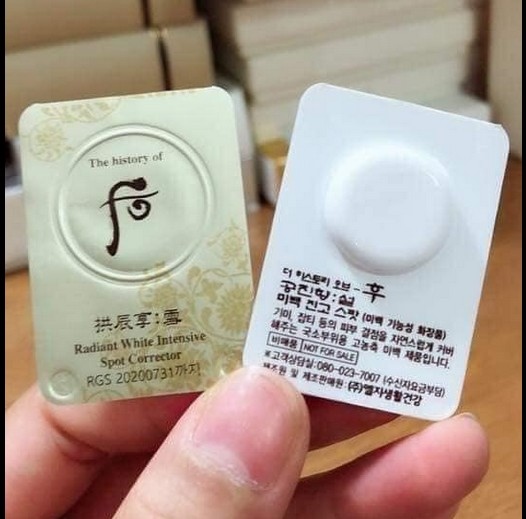 The history of
后
拱辰享:雪
Radiant White Intensive
Spot Corrector
RGS 20200731까지
더 히스토리 오브-후
공진향:설
미백 진고 스팟 (미백 기능성 화장품)
기미, 잡티 등의 피부 결점을 자연스럽게 커버
해주는 국소부위용 고농축 미백 제품입니다.
비매품 NOT FOR SALE
고객상담실:080-023-7007 (수신자요금부담)
제조원 및 제조판매원: (주)엘지생활건강